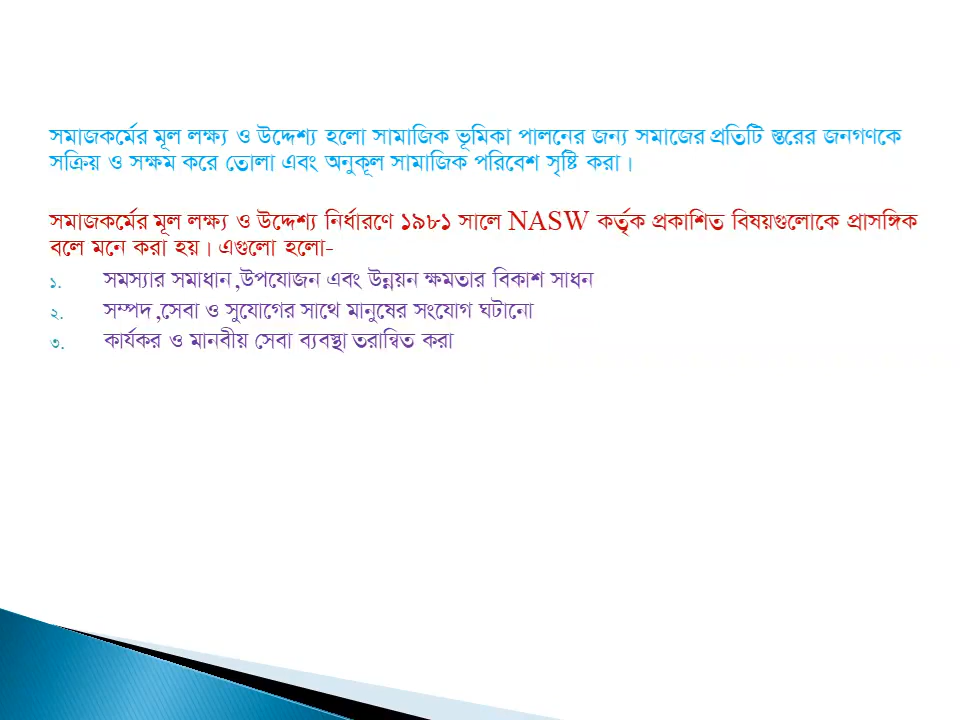 সমাজকর্মের মূল লক্ষ্য ও উদ্দেশ্য হলো সামাজিক ভূমিকা পালনের জন্য সমাজের প্রতিটি স্তরের জনগণকে
সক্রিয় ও সক্ষম করে তোলা এবং অনুকূল সামাজিক পরিবেশ সৃষ্টি করা।
সমাজকর্মের মূল লক্ষ্য ও উদ্দেশ্য নির্ধারণে ১৯৮১ সালে NASW কর্তৃক প্রকাশিত বিষয়গুলোকে প্রাসঙ্গিক
বলে মনে করা হয়। এগুলো হলো-
১. সমস্যার সমাধান ,উপযোজন এবং উন্নয়ন ক্ষমতার বিকাশ সাধন
২. সম্পদ ,সেবা ও সুযোগের সাথে মানুষের সংযোগ ঘটানো
৩. কার্যকর ও মানবীয় সেবা ব্যবস্থা তরান্বিত করা